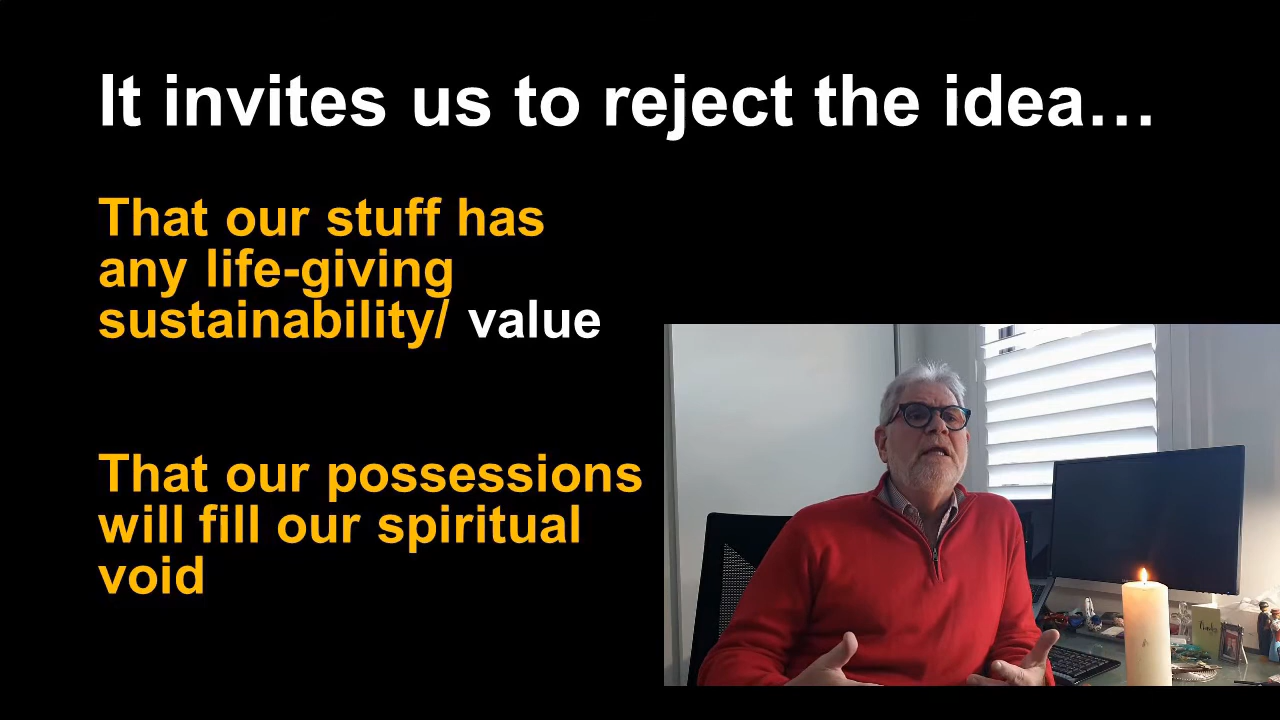 It invites us to reject the idea…
That our stuff has
any life-giving
sustainability/ value
That our possessions
will fill our spiritual
void